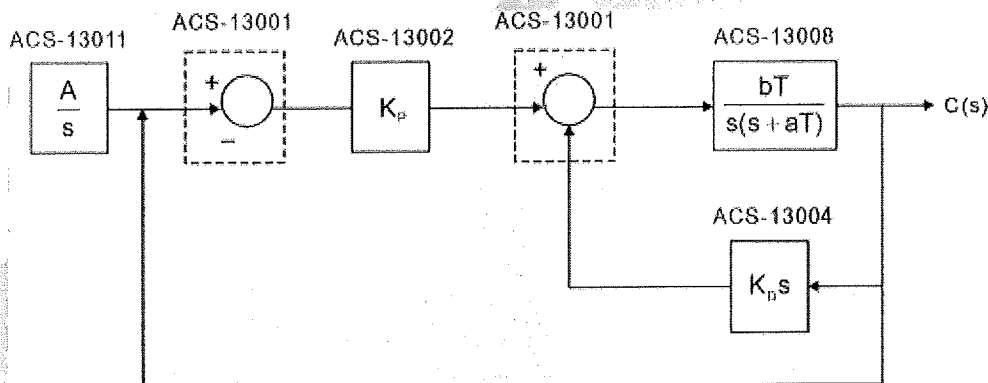 ACS-13011
ACS-13001
ACS-13002
ACS-13001
ACS-13008
A
s
+
−
Kₚ
+
bT
s(s + aT)
C(s)
ACS-13004
Kₚs